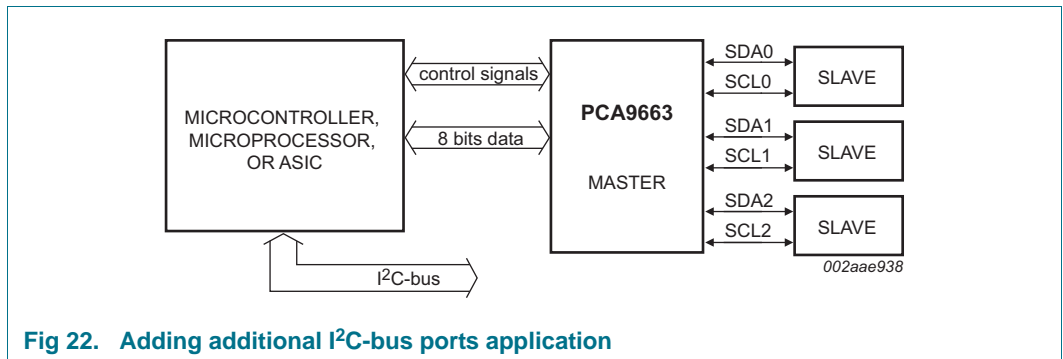 MICROCONTROLLER,
MICROPROCESSOR,
OR ASIC
control signals
8 bits data
I2C-bus
PCA9663
MASTER
SDA0
SCL0
SLAVE
SDA1
SCL1
SLAVE
SDA2
SCL2
SLAVE
002aae938
Fig 22. Adding additional I2C-bus ports application